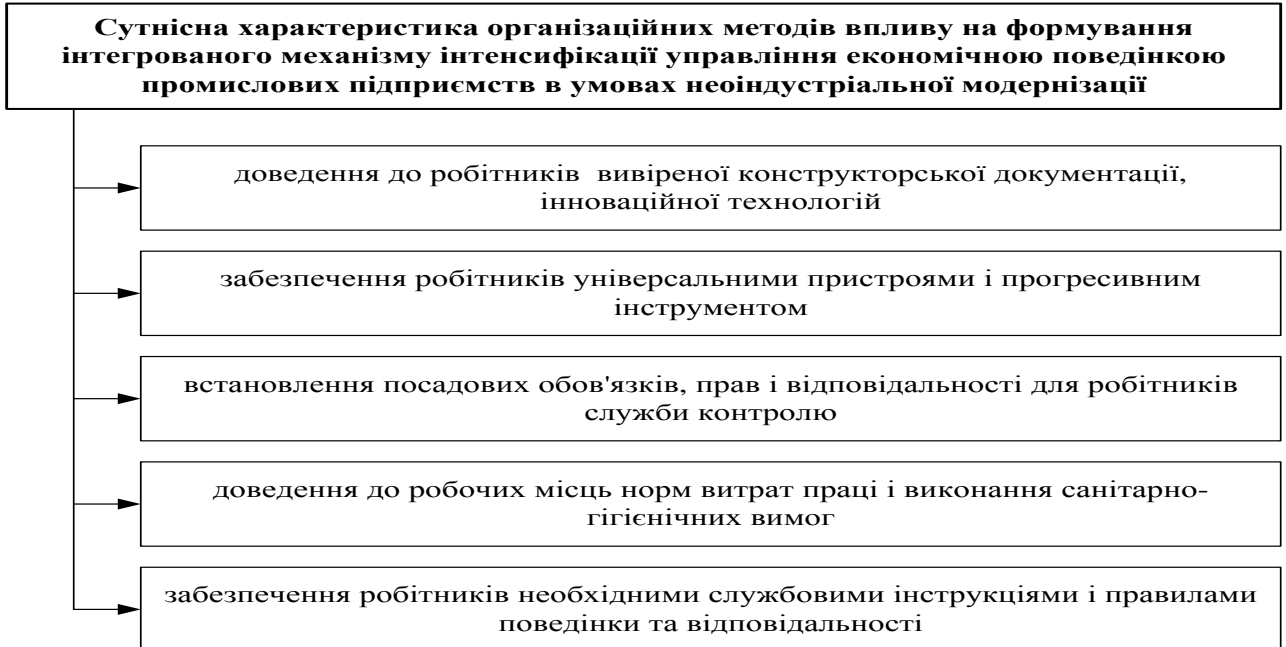 Сутнісна характеристика організаційних методів впливу на формування
інтегрованого механізму інтенсифікації управління економічною поведінкою
промислових підприємств в умовах неоіндустріальної модернізації
доведення до робітників вивіреної конструкторської документації,
інноваційної технологій
забезпечення робітників універсальними пристроями і прогресивним
інструментом
встановлення посадових обов'язків, прав і відповідальності для робітників
служби контролю
доведення до робочих місць норм витрат праці і виконання санітарно-
гігієнічних вимог
забезпечення робітників необхідними службовими інструкціями і правилами
поведінки та відповідальності